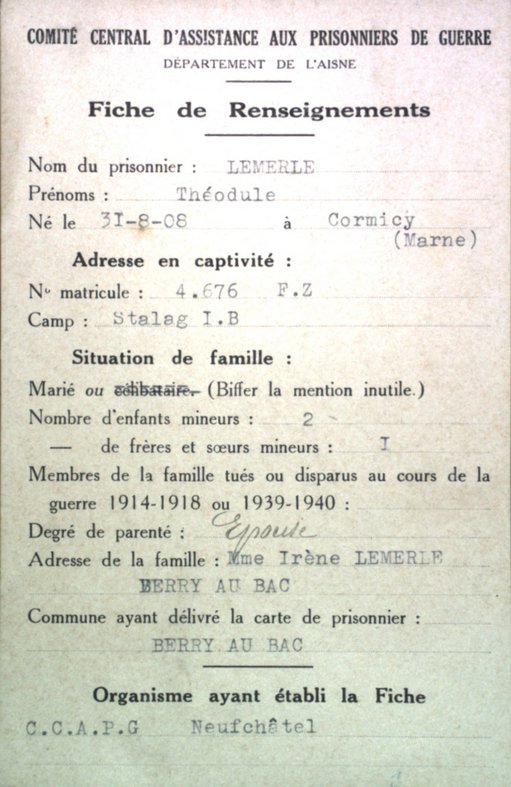 COMITÉ CENTRAL D'ASSISTANCE AUX PRISONNIERS DE GUERRE
DÉPARTEMENT DE L'AISNE
Fiche de Renseignements
Nom du prisonnier : LEMERLE
Prénoms : Théodule
Né le 3I-8-08 à Cormicy
(Marne)
Adresse en captivité :
N° matricule : 4.676 F.Z
Camp : Stalag I.B
Situation de famille :
Marié ou célibataire. (Biffer la mention inutile.)
Nombre d'enfants mineurs : 2
— de frères et sœurs mineurs : I
Membres de la famille tués ou disparus au cours de la
guerre 1914-1918 ou 1939-1940 :
Degré de parenté : Epouse
Adresse de la famille : Mme Irène LEMERLE
BERRY AU BAC
Commune ayant délivré la carte de prisonnier :
BERRY AU BAC
Organisme ayant établi la Fiche
C.C.A.P.G Neufchâtel